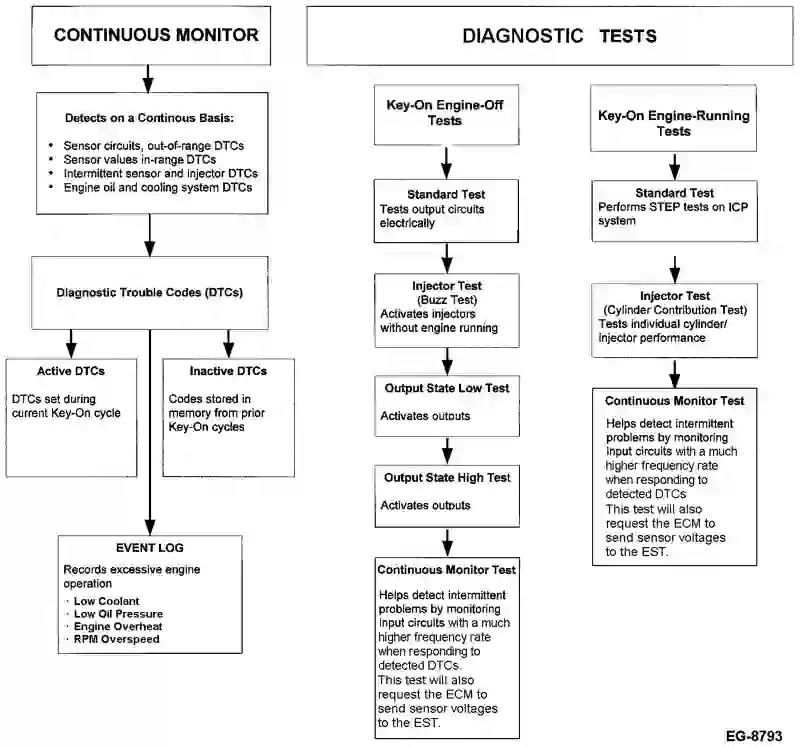 CONTINUOUS MONITOR
Detects on a Continous Basis:
• Sensor circuits, out-of-range DTCs
• Sensor values in-range DTCs
• Intermittent sensor and injector DTCs
• Engine oil and cooling system DTCs
Diagnostic Trouble Codes (DTCs)
Active DTCs
DTCs set during
current Key-On cycle
Inactive DTCs
Codes stored in
memory from prior
Key-On cycles
EVENT LOG
Records excessive engine
operation
· Low Coolant
· Low Oil Pressure
· Engine Overheat
· RPM Overspeed
DIAGNOSTIC TESTS
Key-On Engine-Off
Tests
Standard Test
Tests output circuits
electrically
Injector Test
(Buzz Test)
Activates injectors
without engine running
Output State Low Test
Activates outputs
Output State High Test
Activates outputs
Continuous Monitor Test
Helps detect intermittent
problems by monitoring
input circuits with a much
higher frequency rate
when responding to
detected DTCs.
This test will also
request the ECM to
send sensor voltages
to the EST.
Key-On Engine-Running
Tests
Standard Test
Performs STEP tests on ICP
system
Injector Test
(Cylinder Contribution Test)
Tests individual cylinder/
injector performance
Continuous Monitor Test
Helps detect intermittent
problems by monitoring
input circuits with a much
higher frequency rate
when responding to
detected DTCs
This test will also
request the ECM to
send sensor voltages
to the EST.
EG-8793